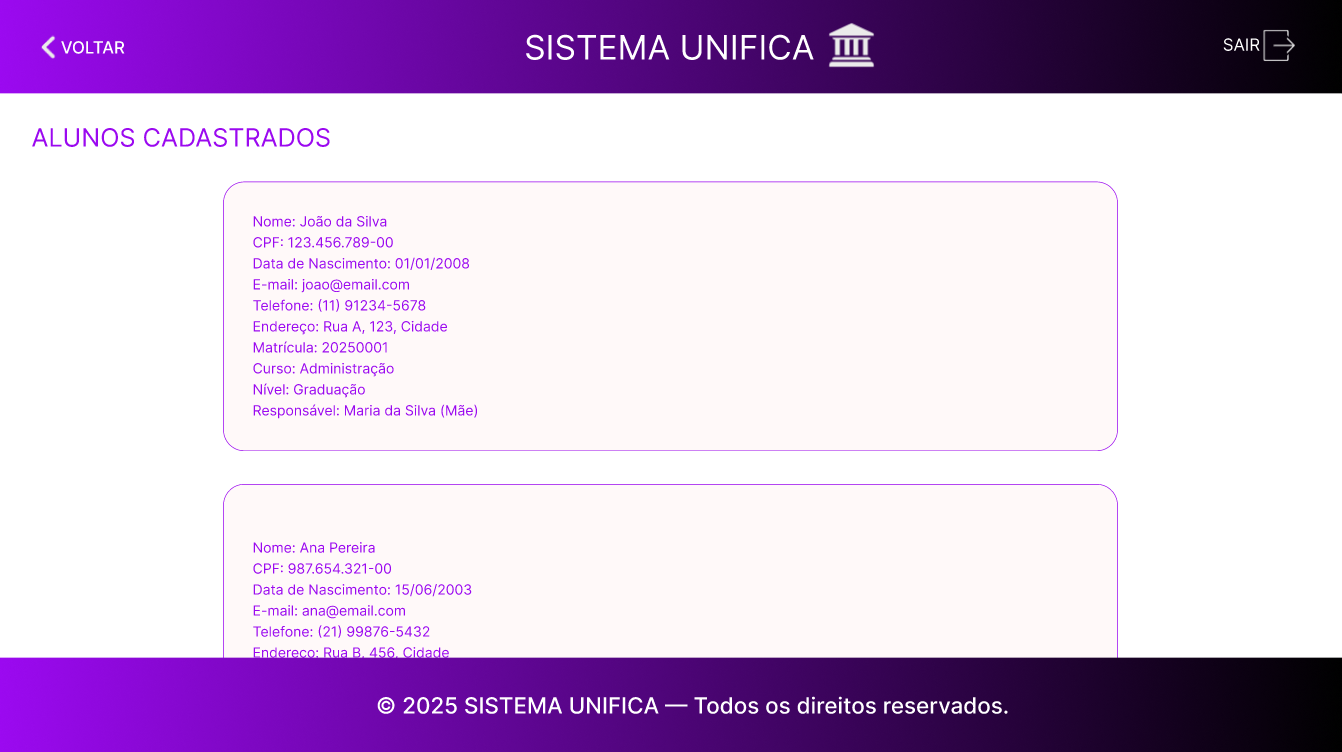 VOLTAR
SISTEMA UNIFICA
SAIR
ALUNOS CADASTRADOS
Nome: João da Silva
CPF: 123.456.789-00
Data de Nascimento: 01/01/2008
E-mail: joao@email.com
Telefone: (11) 91234-5678
Endereço: Rua A, 123, Cidade
Matrícula: 20250001
Curso: Administração
Nível: Graduação
Responsável: Maria da Silva (Mãe)
Nome: Ana Pereira
CPF: 987.654.321-00
Data de Nascimento: 15/06/2003
E-mail: ana@email.com
Telefone: (21) 99876-5432
Endereço: Rua B, 456, Cidade
© 2025 SISTEMA UNIFICA — Todos os direitos reservados.